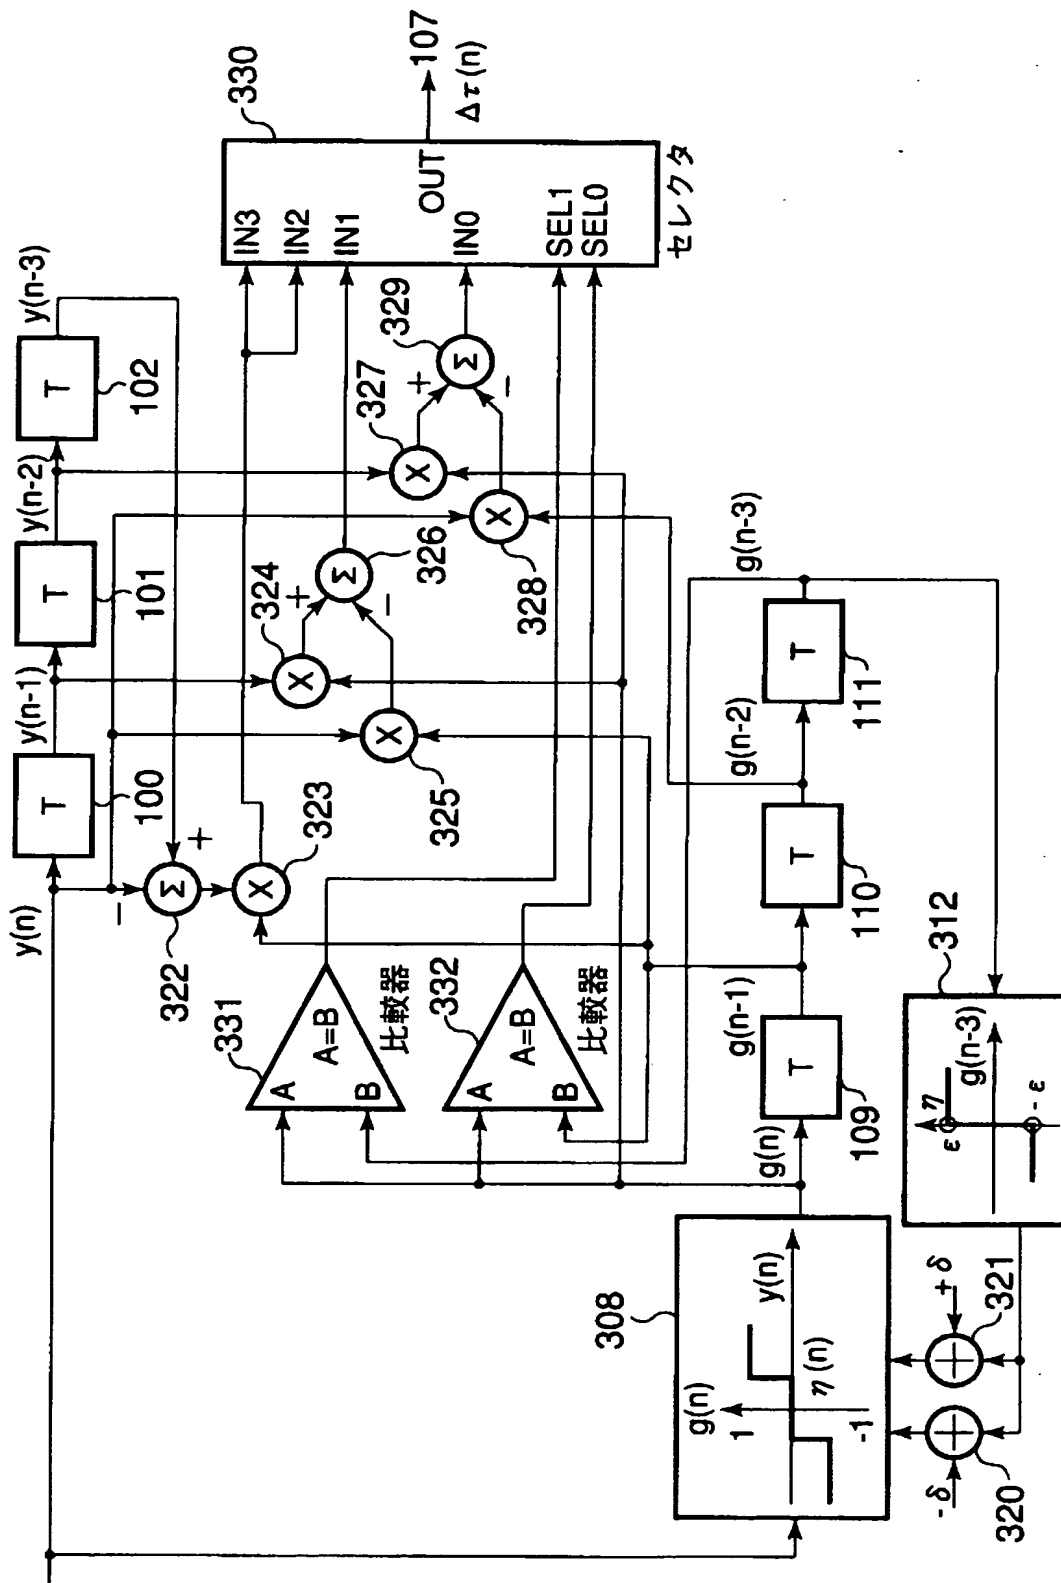 y(n)
T
100
y(n-1)
T
101
y(n-2)
T
102
y(n-3)
−
+
Σ
322
X
323
X
324
X
325
+
−
Σ
326
X
327
X
328
+
−
Σ
329
330
IN3
IN2
IN1
IN0
OUT
SEL1
SEL0
セレクタ
107
Δτ(n)
331
A
B
A=B
比較器
332
A
B
A=B
比較器
308
g(n)
1
-1
y(n)
η(n)
g(n)
T
109
g(n-1)
T
110
g(n-2)
T
111
g(n-3)
312
η
ε
-ε
g(n-3)
-δ
320
+δ
321